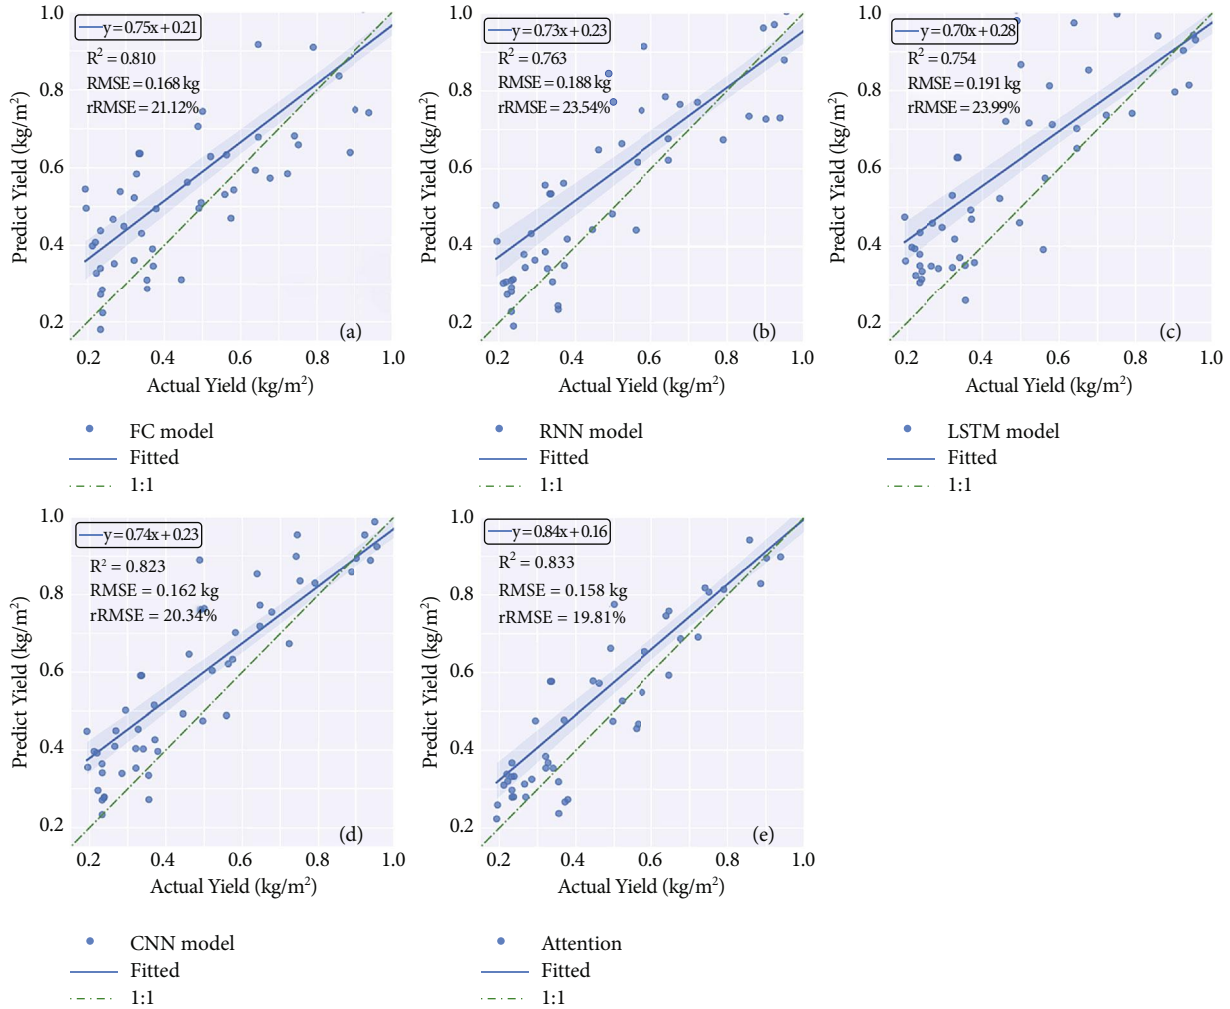 y = 0.75x + 0.21
R² = 0.810
RMSE = 0.168 kg
rRMSE = 21.12%
1.0
0.8
0.6
0.4
0.2
Predict Yield (kg/m²)
(a)
0.2 0.4 0.6 0.8 1.0
Actual Yield (kg/m²)
FC model
Fitted
1:1
y = 0.73x + 0.23
R² = 0.763
RMSE = 0.188 kg
rRMSE = 23.54%
1.0
0.8
0.6
0.4
0.2
Predict Yield (kg/m²)
(b)
0.2 0.4 0.6 0.8 1.0
Actual Yield (kg/m²)
RNN model
Fitted
1:1
y = 0.70x + 0.28
R² = 0.754
RMSE = 0.191 kg
rRMSE = 23.99%
1.0
0.8
0.6
0.4
0.2
Predict Yield (kg/m²)
(c)
0.2 0.4 0.6 0.8 1.0
Actual Yield (kg/m²)
LSTM model
Fitted
1:1
y = 0.74x + 0.23
R² = 0.823
RMSE = 0.162 kg
rRMSE = 20.34%
1.0
0.8
0.6
0.4
0.2
Predict Yield (kg/m²)
(d)
0.2 0.4 0.6 0.8 1.0
Actual Yield (kg/m²)
CNN model
Fitted
1:1
y = 0.84x + 0.16
R² = 0.833
RMSE = 0.158 kg
rRMSE = 19.81%
1.0
0.8
0.6
0.4
0.2
Predict Yield (kg/m²)
(e)
0.2 0.4 0.6 0.8 1.0
Actual Yield (kg/m²)
Attention
Fitted
1:1